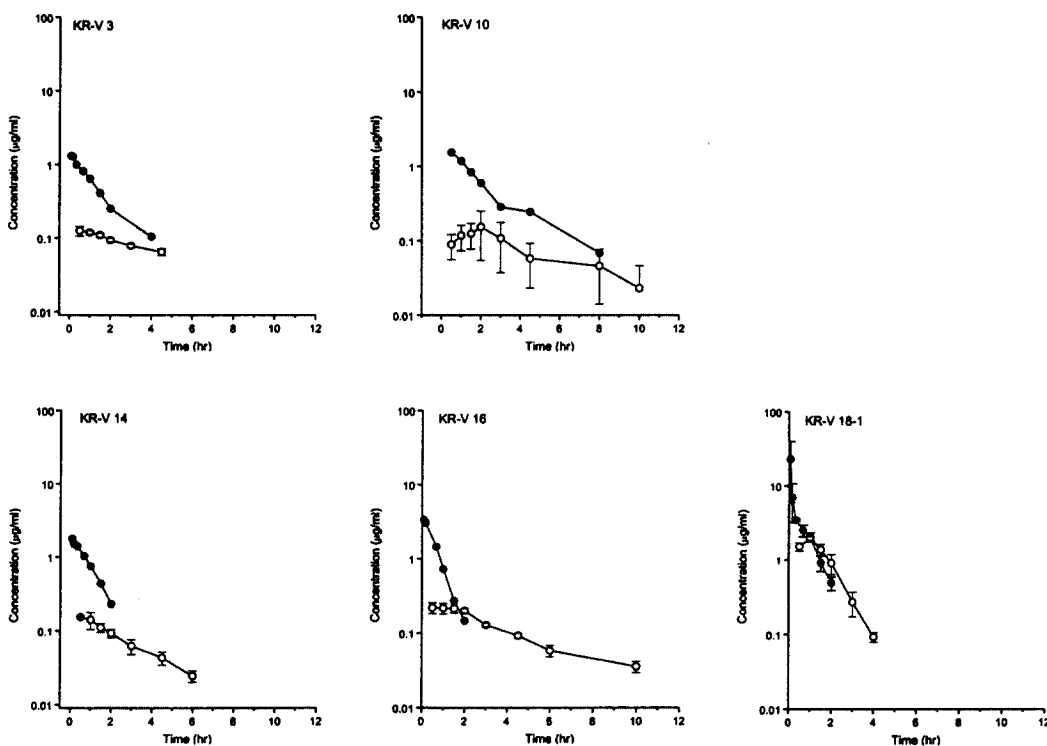 KR-V 3
100
10
1
0.1
0.01
Concentration (µg/ml)
0 2 4 6 8 10 12
Time (hr)
KR-V 10
100
10
1
0.1
0.01
Concentration (µg/ml)
0 2 4 6 8 10 12
Time (hr)
KR-V 14
100
10
1
0.1
0.01
Concentration (µg/ml)
0 2 4 6 8 10 12
Time (hr)
KR-V 16
100
10
1
0.1
0.01
Concentration (µg/ml)
0 2 4 6 8 10 12
Time (hr)
KR-V 18-1
100
10
1
0.1
0.01
Concentration (µg/ml)
0 2 4 6 8 10 12
Time (hr)